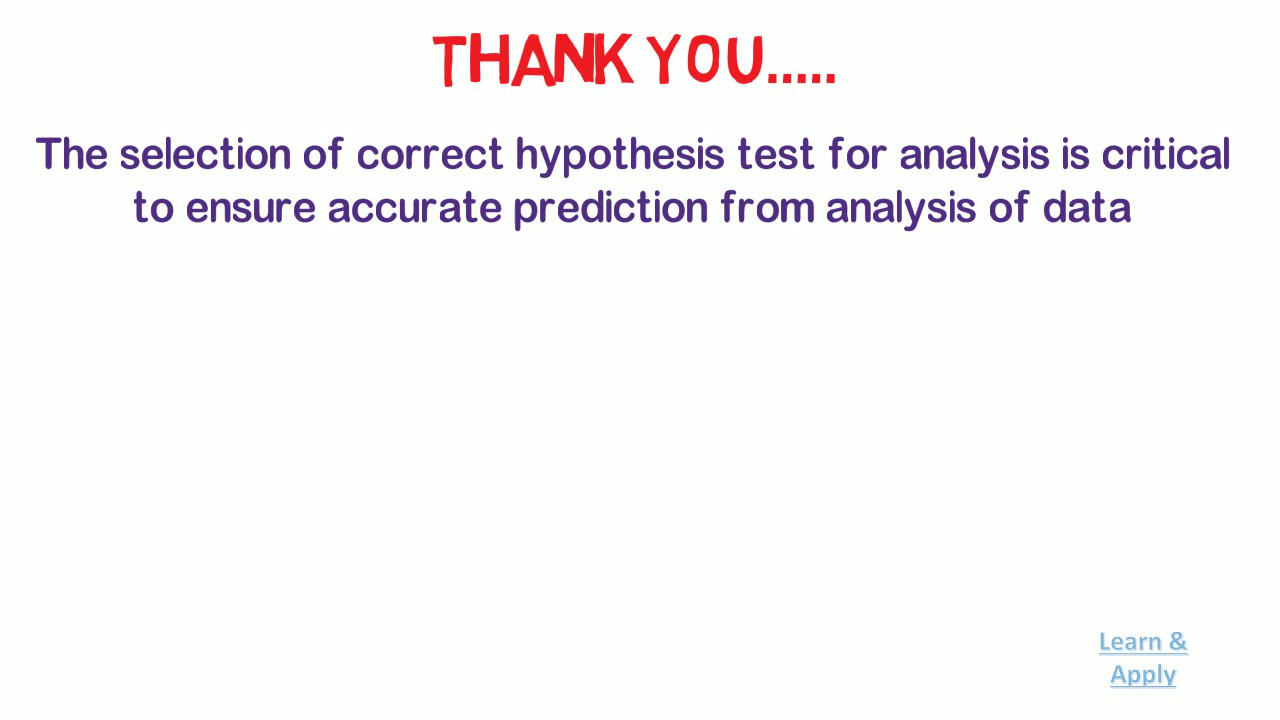 THANK YOU.....
The selection of correct hypothesis test for analysis is critical
to ensure accurate prediction from analysis of data
Learn &
Apply